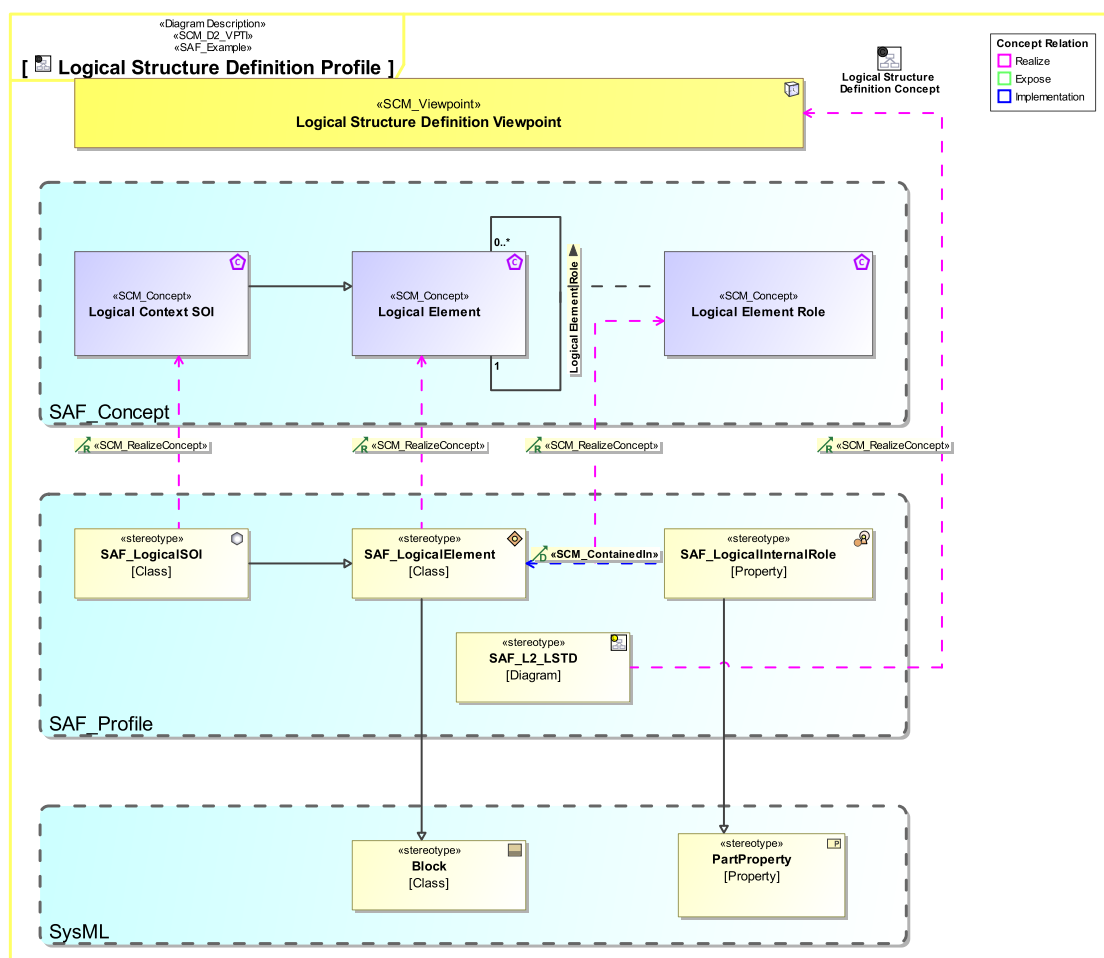 «Diagram Description»
«SCM_D2_VPTI»
«SAF_Example»
[ Logical Structure Definition Profile ]
Logical Structure
Definition Concept
Concept Relation
Realize
Expose
Implementation
«SCM_Viewpoint»
Logical Structure Definition Viewpoint
0..*
Logical Element Role
«SCM_Concept»
Logical Context SOI
«SCM_Concept»
Logical Element
«SCM_Concept»
Logical Element Role
1
SAF_Concept
R «SCM_RealizeConcept»
R «SCM_RealizeConcept»
R «SCM_RealizeConcept»
R «SCM_RealizeConcept»
«stereotype»
SAF_LogicalSOI
[Class]
«stereotype»
SAF_LogicalElement
[Class]
D «SCM_ContainedIn»
«stereotype»
SAF_LogicalInternalRole
[Property]
«stereotype»
SAF_L2_LSTD
[Diagram]
SAF_Profile
«stereotype»
Block
[Class]
P
«stereotype»
PartProperty
[Property]
SysML